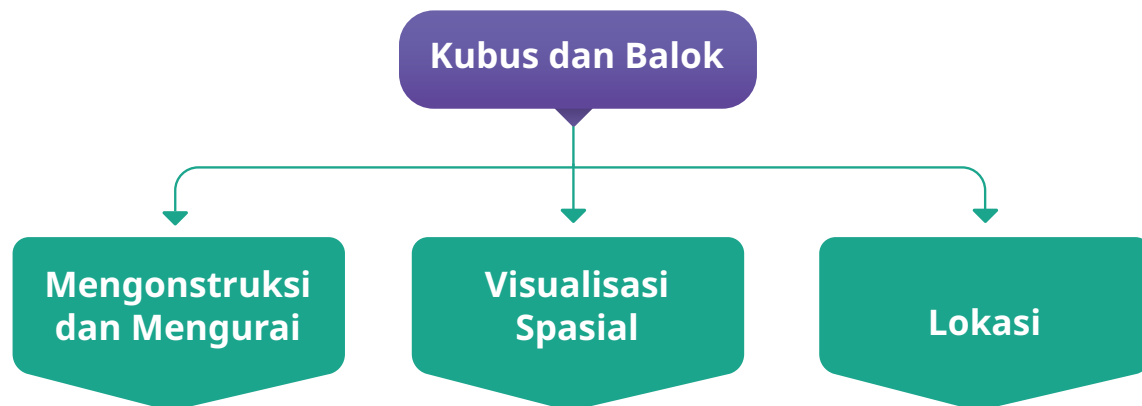 Kubus dan Balok
Mengonstruksi
dan Mengurai
Visualisasi
Spasial
Lokasi